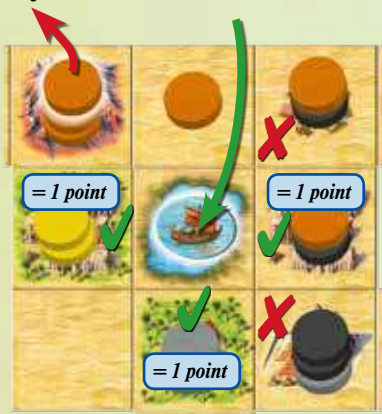 = 1 point
= 1 point
= 1 point